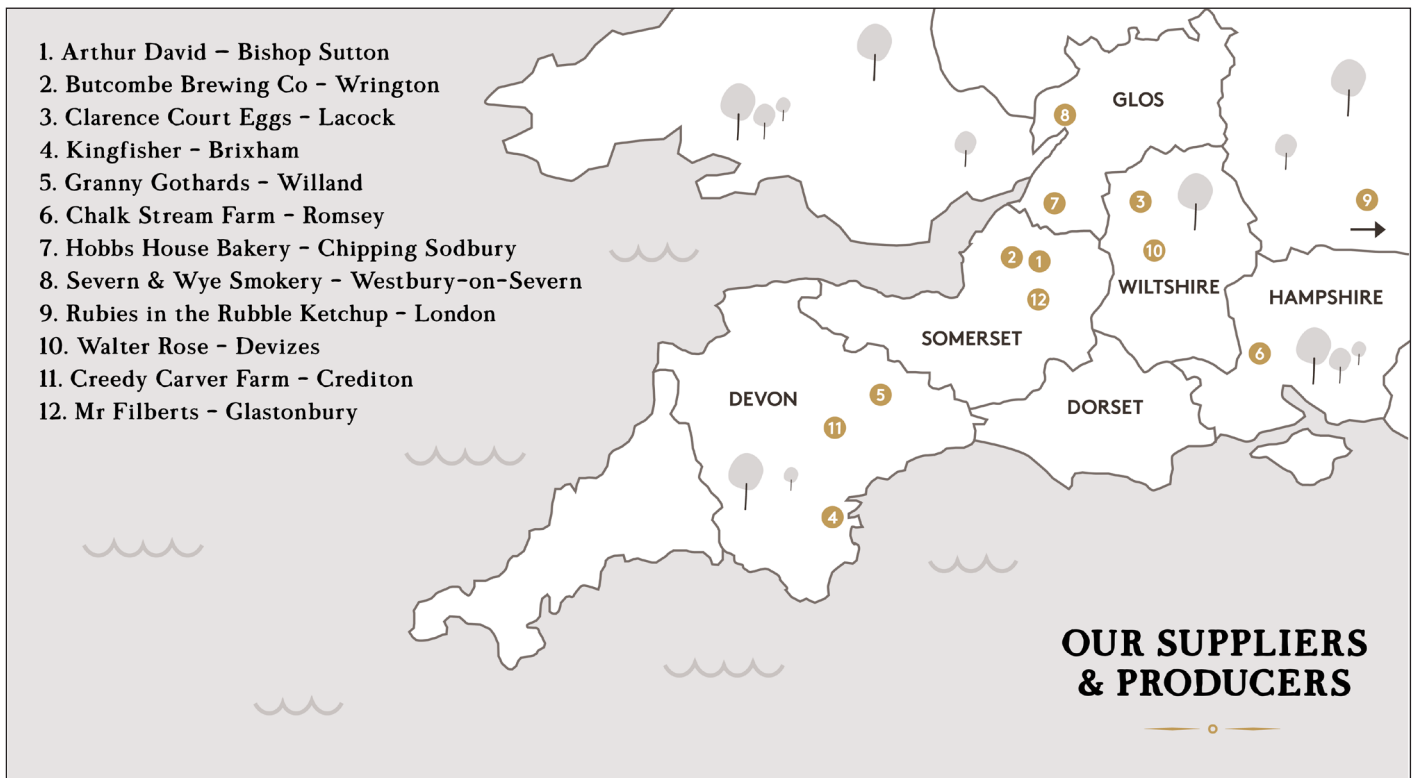 1. Arthur David – Bishop Sutton
2. Butcombe Brewing Co – Wrington
3. Clarence Court Eggs – Lacock
4. Kingfisher – Brixham
5. Granny Gothards – Willand
6. Chalk Stream Farm – Romsey
7. Hobbs House Bakery – Chipping Sodbury
8. Severn & Wye Smokery – Westbury-on-Severn
9. Rubies in the Rubble Ketchup – London
10. Walter Rose – Devizes
11. Creedy Carver Farm – Crediton
12. Mr Filberts – Glastonbury
GLOS
8
7
3
9
2
1
10
12
WILTSHIRE
HAMPSHIRE
SOMERSET
6
DEVON
5
DORSET
11
4
OUR SUPPLIERS
& PRODUCERS